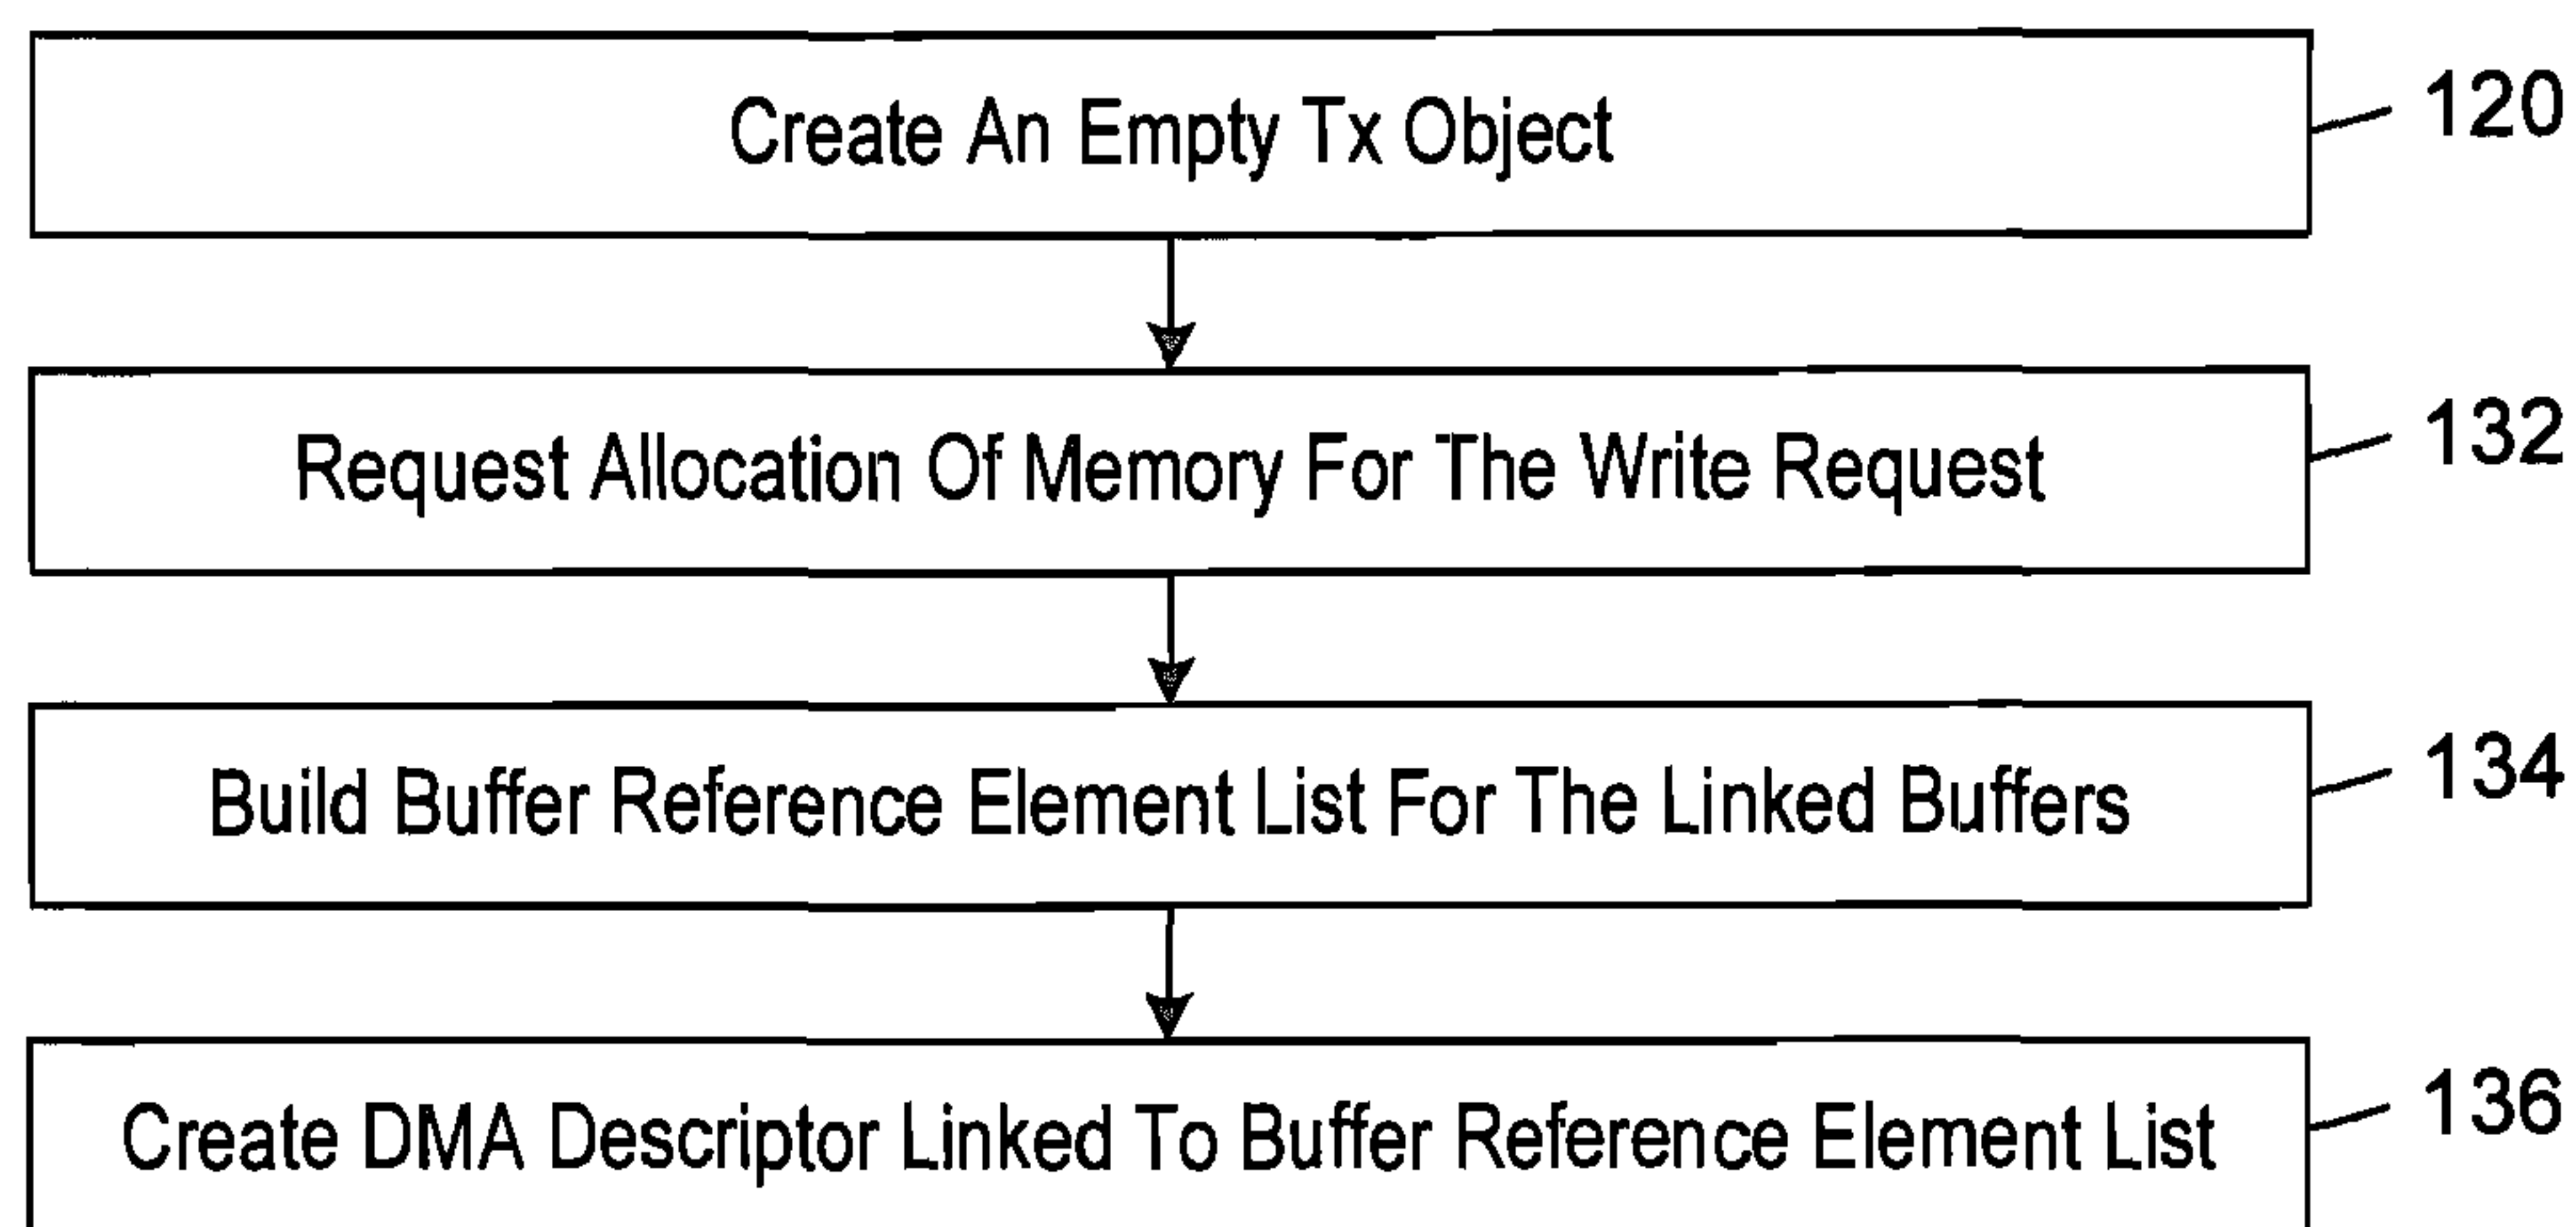 Create An Empty Tx Object
120
Request Allocation Of Memory For The Write Request
132
Build Buffer Reference Element List For The Linked Buffers
134
Create DMA Descriptor Linked To Buffer Reference Element List
136